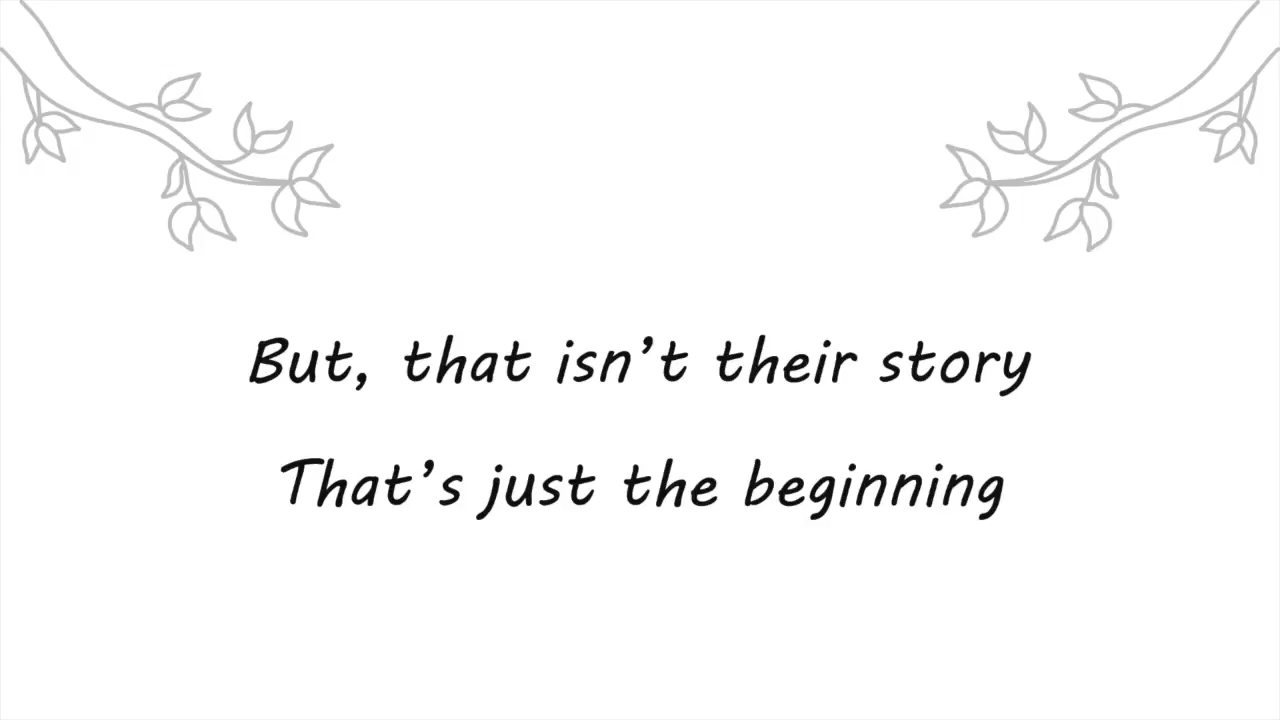 But, that isn’t their story
That’s just the beginning